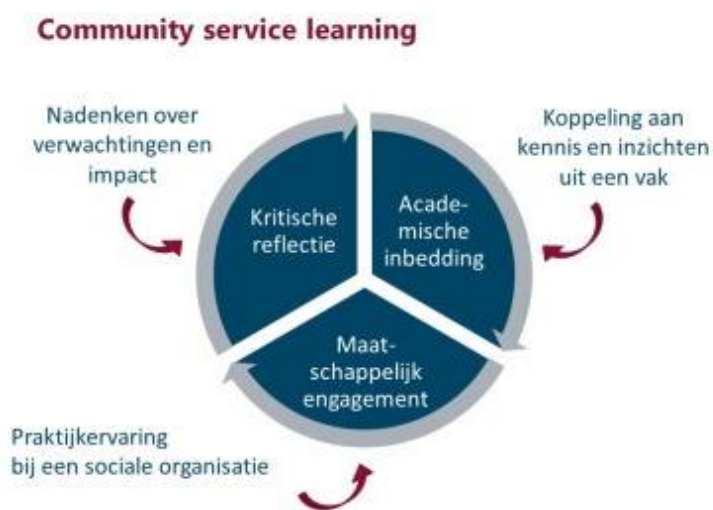 Community service learning
Nadenken over
verwachtingen en
impact
Koppeling aan
kennis en inzichten
uit een vak
Kritische
reflectie
Acade-
mische
inbedding
Maat-
schappelijk
engagement
Praktijkervaring
bij een sociale organisatie